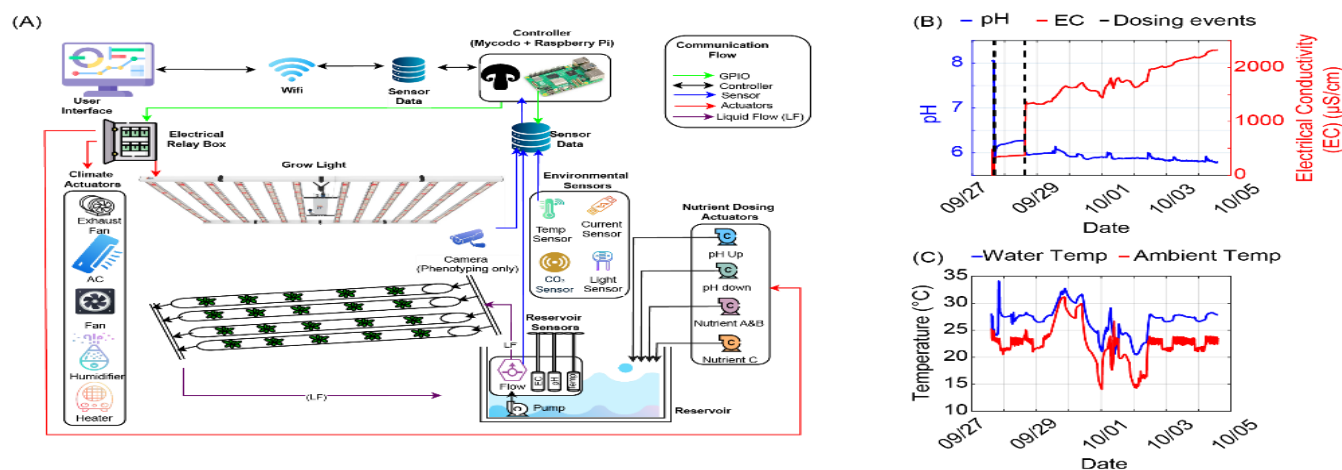 (A)
User
Interface
Wifi
Sensor
Data
Controller
(Mycodo + Raspberry Pi)
Communication
Flow
GPIO
Controller
Sensor
Actuators
Liquid Flow (LF)
Electrical
Relay Box
Sensor
Data
Grow Light
Climate
Actuators
Exhaust
Fan
AC
Fan
Humidifier
Heater
Camera
(Phenotyping only)
Environmental
Sensors
Temp
Sensor
Current
Sensor
CO₂
Sensor
Light
Sensor
Nutrient Dosing
Actuators
C
pH Up
C
pH down
C
Nutrient A&B
C
Nutrient C
Reservoir
Sensors
LF
Flow
EC
pH
Temp
Pump
Reservoir
(LF)
(B)
pH
EC
Dosing events
8
7
6
5
pH
2000
1000
0
Electrilcal Conductivity
(EC) (µS/cm)
09/27
09/29
10/01
10/03
10/05
Date
(C)
Water Temp
Ambient Temp
35
30
25
20
15
10
Temperature (°C)
09/27
09/29
10/01
10/03
10/05
Date